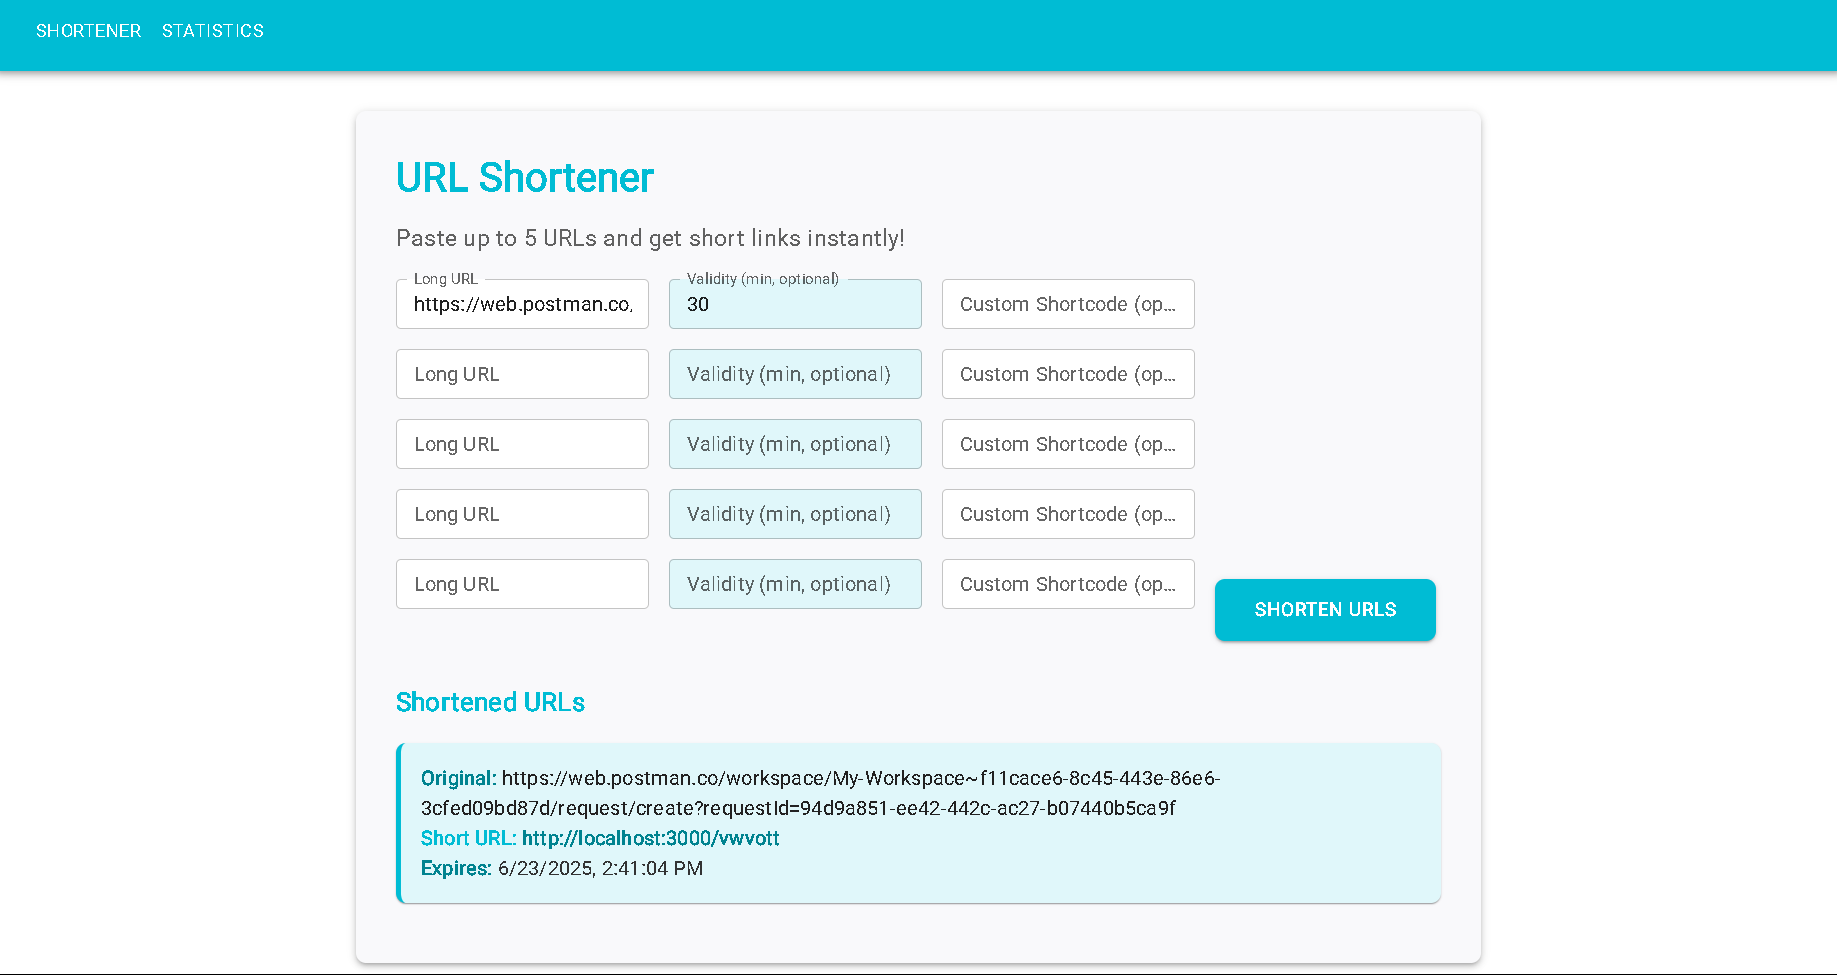 SHORTENER STATISTICS
URL Shortener
Paste up to 5 URLs and get short links instantly!
Long URL Validity (min, optional)
https://web.postman.co, 30 Custom Shortcode (op...
Long URL Validity (min, optional) Custom Shortcode (op...
Long URL Validity (min, optional) Custom Shortcode (op...
Long URL Validity (min, optional) Custom Shortcode (op...
Long URL Validity (min, optional) Custom Shortcode (op...
SHORTEN URLS
Shortened URLs
Original: https://web.postman.co/workspace/My-Workspace~f11cace6-8c45-443e-86e6-
3cfed09bd87d/request/create?requestId=94d9a851-ee42-442c-ac27-b07440b5ca9f
Short URL: http://localhost:3000/vwvott
Expires: 6/23/2025, 2:41:04 PM